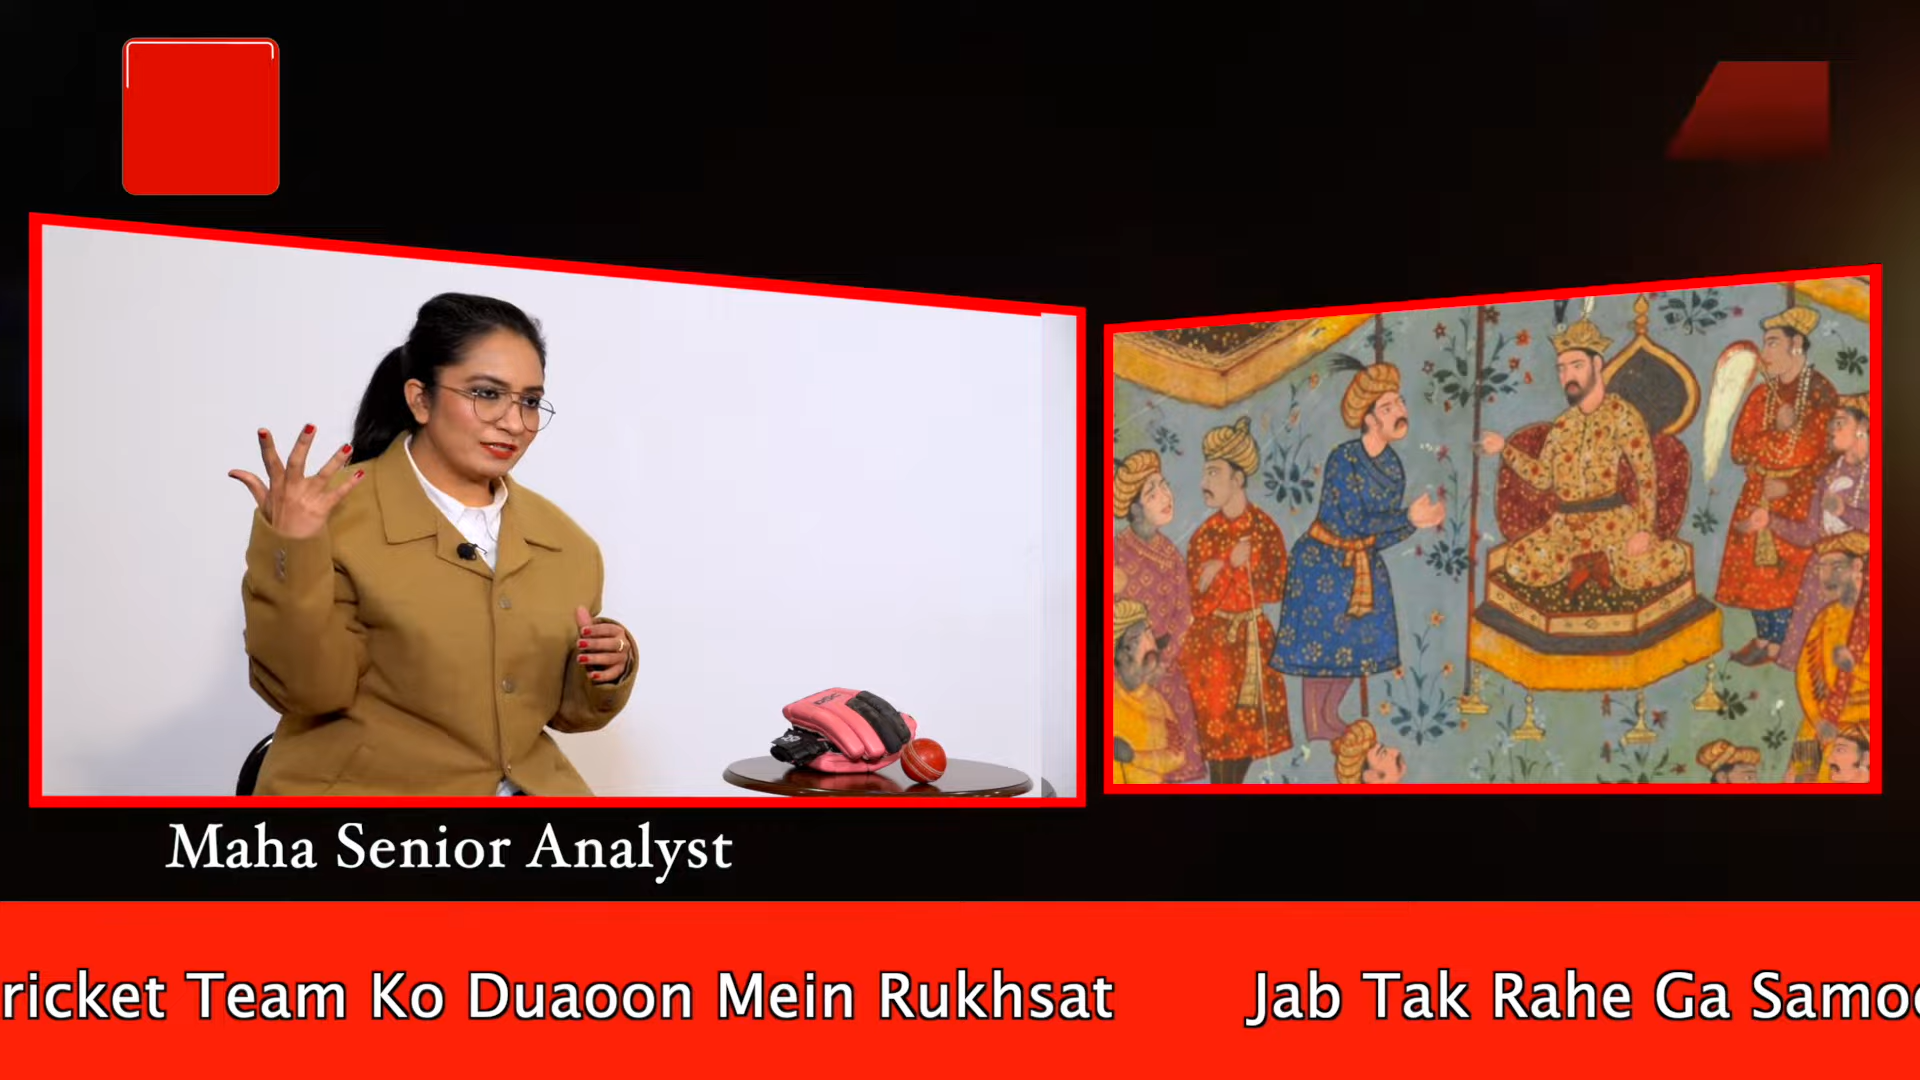 Maha Senior Analyst
ricket Team Ko Duaoon Mein Rukhsat Jab Tak Rahe Ga Samo